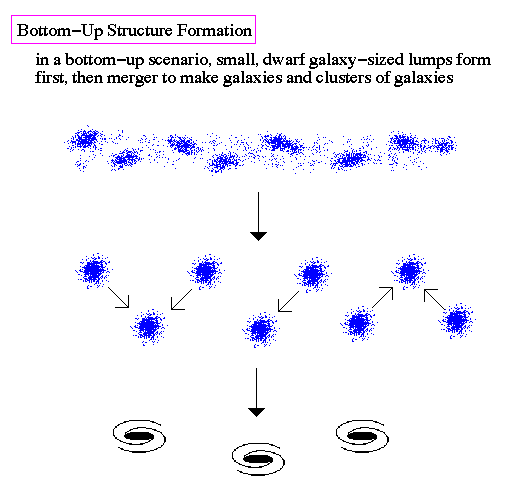 Bottom-Up Structure Formation
in a bottom-up scenario, small, dwarf galaxy-sized lumps form
first, then merger to make galaxies and clusters of galaxies